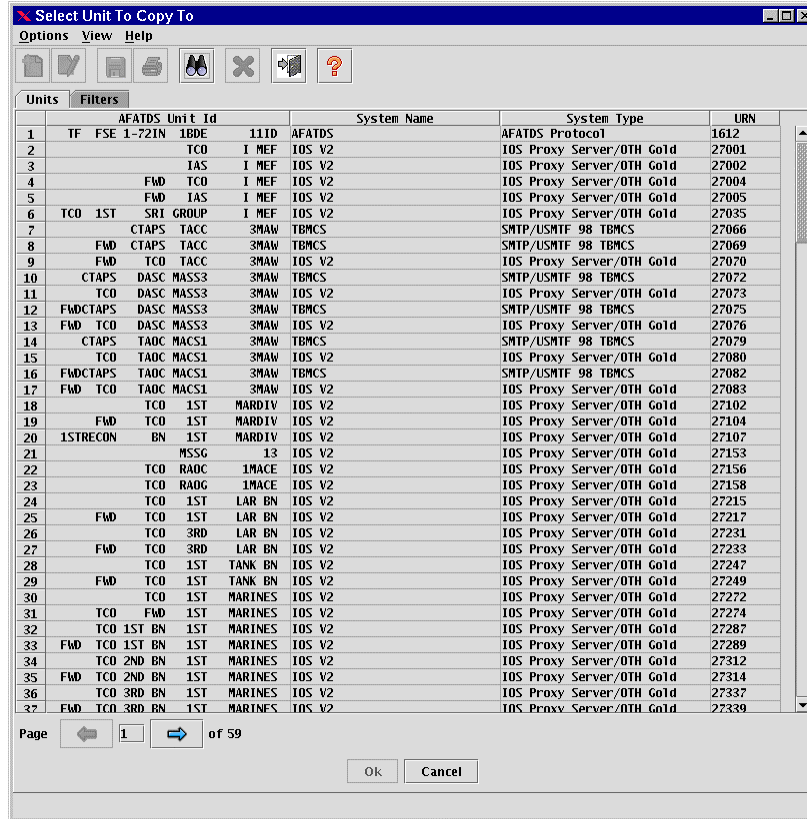 Select Unit To Copy To
Options View Help
Units Filters
AFATDS Unit Id System Name System Type URN
1 TF FSE 1-72IN 1BDE 11ID AFATDS AFATDS Protocol 1612
2 TCO I MEF IOS V2 IOS Proxy Server/OTH Gold 27001
3 IAS I MEF IOS V2 IOS Proxy Server/OTH Gold 27002
4 FWD TCO I MEF IOS V2 IOS Proxy Server/OTH Gold 27004
5 FWD IAS I MEF IOS V2 IOS Proxy Server/OTH Gold 27005
6 TCO 1ST SRI GROUP I MEF IOS V2 IOS Proxy Server/OTH Gold 27035
7 CTAPS TACC 3MAW TBMCS SMTP/USMTF 98 TBMCS 27066
8 FWD CTAPS TACC 3MAW TBMCS SMTP/USMTF 98 TBMCS 27069
9 FWD TCO TACC 3MAW IOS V2 IOS Proxy Server/OTH Gold 27070
10 CTAPS DASC MASS3 3MAW TBMCS SMTP/USMTF 98 TBMCS 27072
11 TCO DASC MASS3 3MAW IOS V2 IOS Proxy Server/OTH Gold 27073
12 FWDCTAPS DASC MASS3 3MAW TBMCS SMTP/USMTF 98 TBMCS 27075
13 FWD TCO DASC MASS3 3MAW IOS V2 IOS Proxy Server/OTH Gold 27076
14 CTAPS TAOC MACS1 3MAW TBMCS SMTP/USMTF 98 TBMCS 27079
15 TCO TAOC MACS1 3MAW IOS V2 IOS Proxy Server/OTH Gold 27080
16 FWDCTAPS TAOC MACS1 3MAW TBMCS SMTP/USMTF 98 TBMCS 27082
17 FWD TCO TAOC MACS1 3MAW IOS V2 IOS Proxy Server/OTH Gold 27083
18 TCO 1ST MARDIV IOS V2 IOS Proxy Server/OTH Gold 27102
19 FWD TCO 1ST MARDIV IOS V2 IOS Proxy Server/OTH Gold 27104
20 1STRECON BN 1ST MARDIV IOS V2 IOS Proxy Server/OTH Gold 27107
21 MSSG 13 IOS V2 IOS Proxy Server/OTH Gold 27153
22 TCO RAOC 1MACE IOS V2 IOS Proxy Server/OTH Gold 27156
23 TCO RAOG 1MACE IOS V2 IOS Proxy Server/OTH Gold 27158
24 TCO 1ST LAR BN IOS V2 IOS Proxy Server/OTH Gold 27215
25 FWD TCO 1ST LAR BN IOS V2 IOS Proxy Server/OTH Gold 27217
26 TCO 3RD LAR BN IOS V2 IOS Proxy Server/OTH Gold 27231
27 FWD TCO 3RD LAR BN IOS V2 IOS Proxy Server/OTH Gold 27233
28 TCO 1ST TANK BN IOS V2 IOS Proxy Server/OTH Gold 27247
29 FWD TCO 1ST TANK BN IOS V2 IOS Proxy Server/OTH Gold 27249
30 TCO 1ST MARINES IOS V2 IOS Proxy Server/OTH Gold 27272
31 TCO FWD 1ST MARINES IOS V2 IOS Proxy Server/OTH Gold 27274
32 TCO 1ST BN 1ST MARINES IOS V2 IOS Proxy Server/OTH Gold 27287
33 FWD TCO 1ST BN 1ST MARINES IOS V2 IOS Proxy Server/OTH Gold 27289
34 TCO 2ND BN 1ST MARINES IOS V2 IOS Proxy Server/OTH Gold 27312
35 FWD TCO 2ND BN 1ST MARINES IOS V2 IOS Proxy Server/OTH Gold 27314
36 TCO 3RD BN 1ST MARINES IOS V2 IOS Proxy Server/OTH Gold 27337
37 FWD TCO 3RD BN 1ST MARINES IOS V2 IOS Proxy Server/OTH Gold 27339
Page 1 of 59
Ok Cancel